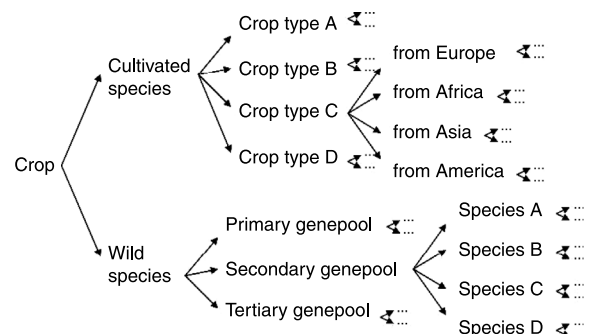 Crop type A
Cultivated
species
Crop type B
Crop type C
Crop type D
from Europe
from Africa
from Asia
from America
Crop
Wild
species
Primary genepool
Secondary genepool
Tertiary genepool
Species A
Species B
Species C
Species D